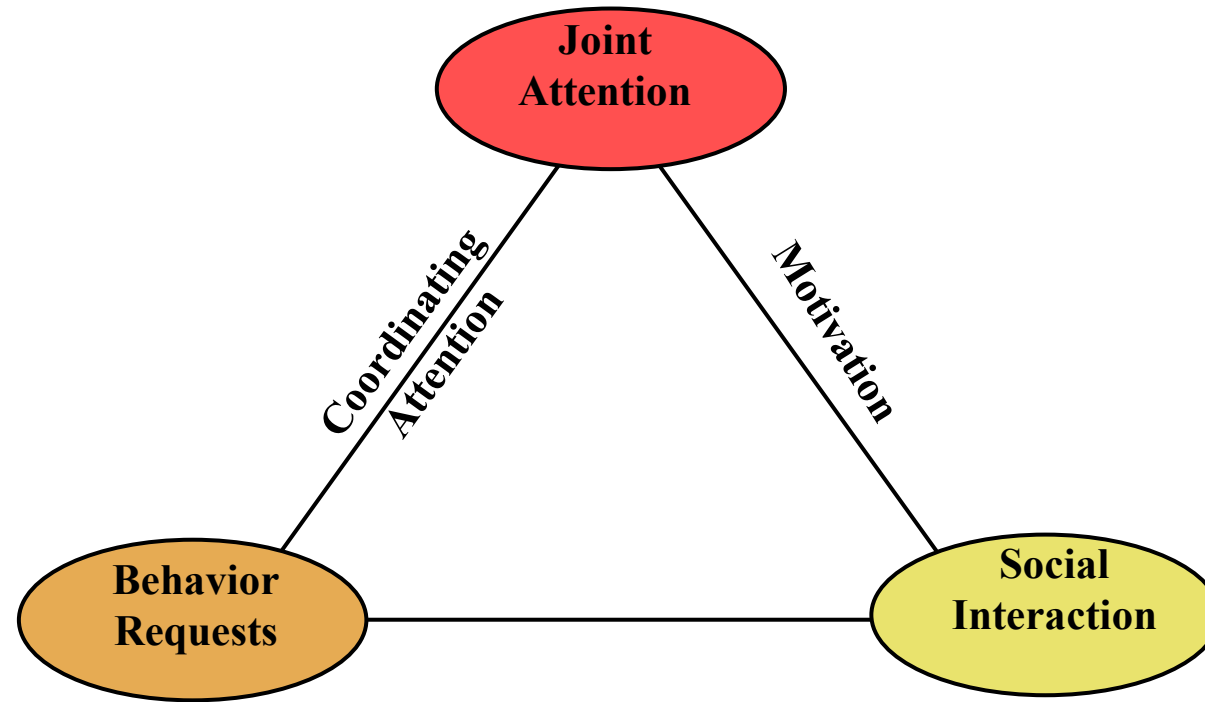 Joint
Attention
Coordinating
Attention
Motivation
Behavior
Requests
Social
Interaction